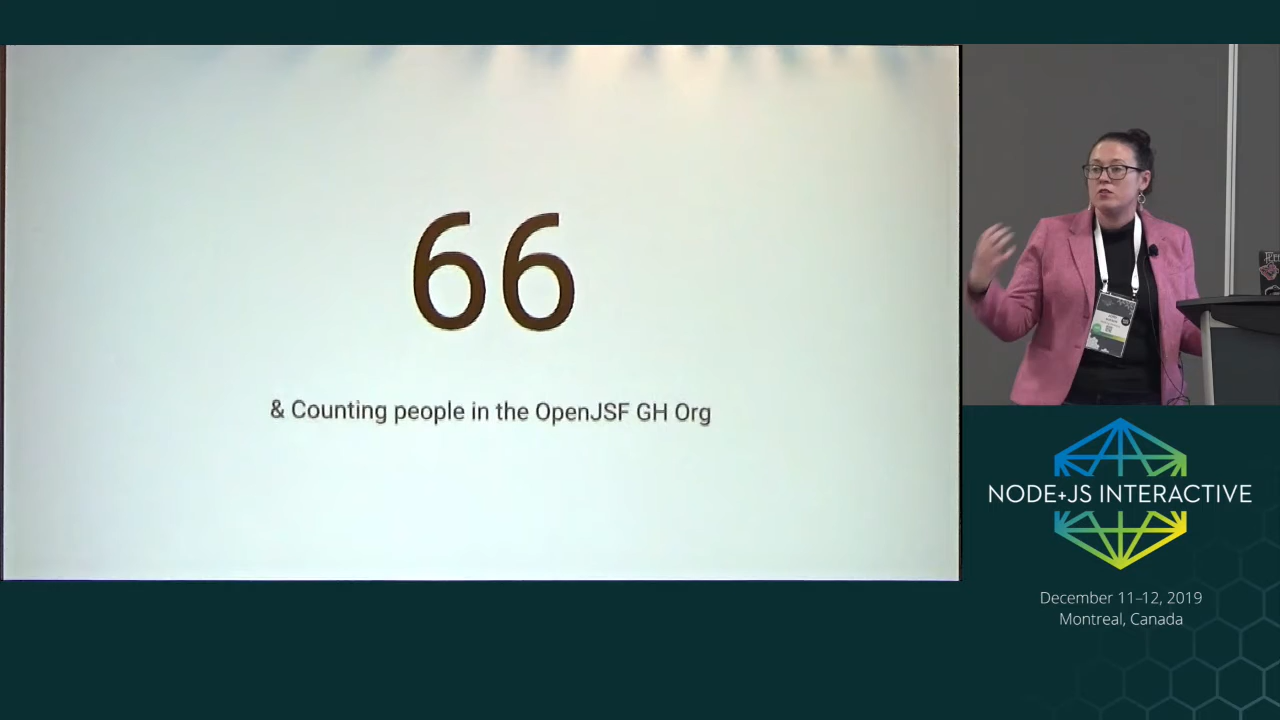 66
& Counting people in the OpenJSF GH Org
NODE+JS INTERACTIVE
December 11–12, 2019
Montreal, Canada